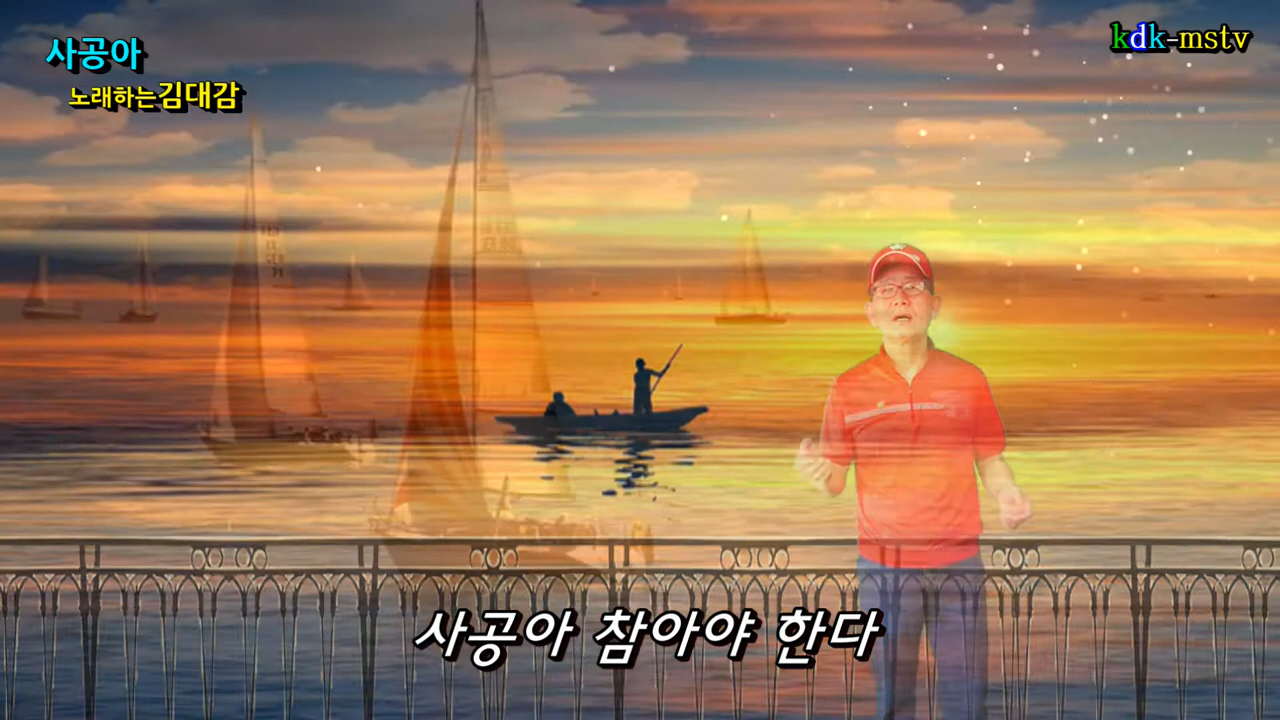 사공아
kdk-mstv
노래하는김대감
사공아 참아야 한다